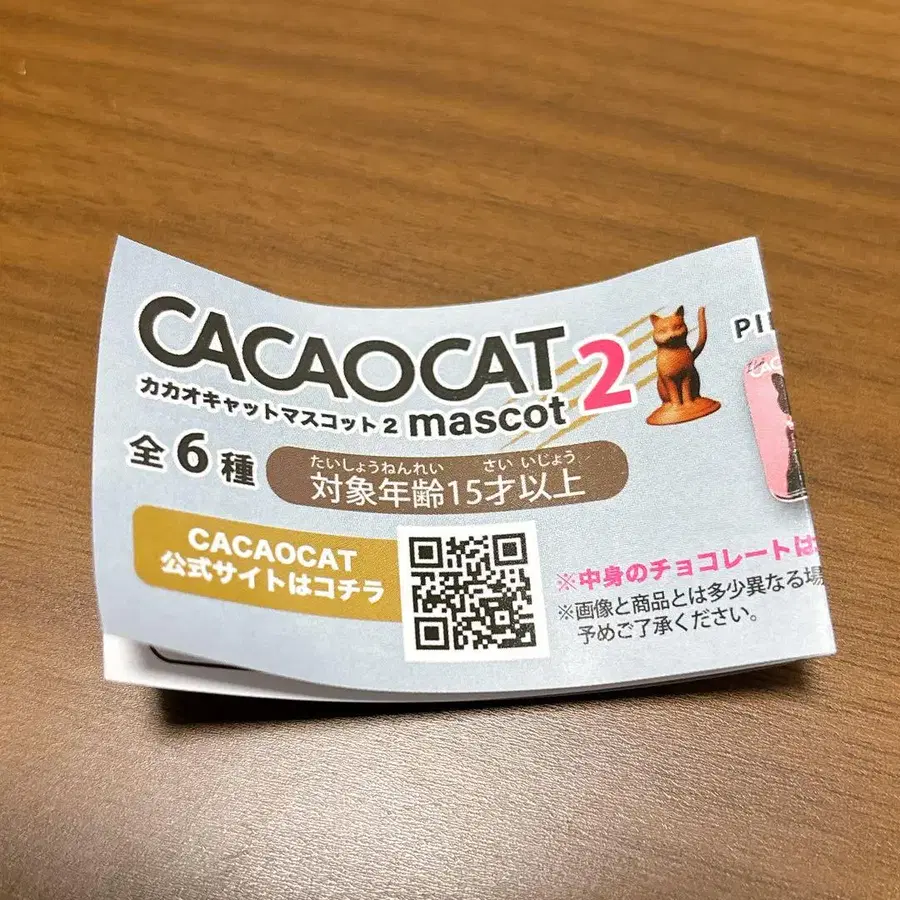 CACAOCAT 2
カカオキャットマスコット2 mascot
全6種
たいしょうねんれい さい いじょう
対象年齢15才以上
CACAOCAT
公式サイトはコチラ
※中身のチョコレートは
※画像と商品とは多少異なる場
予めご了承ください。